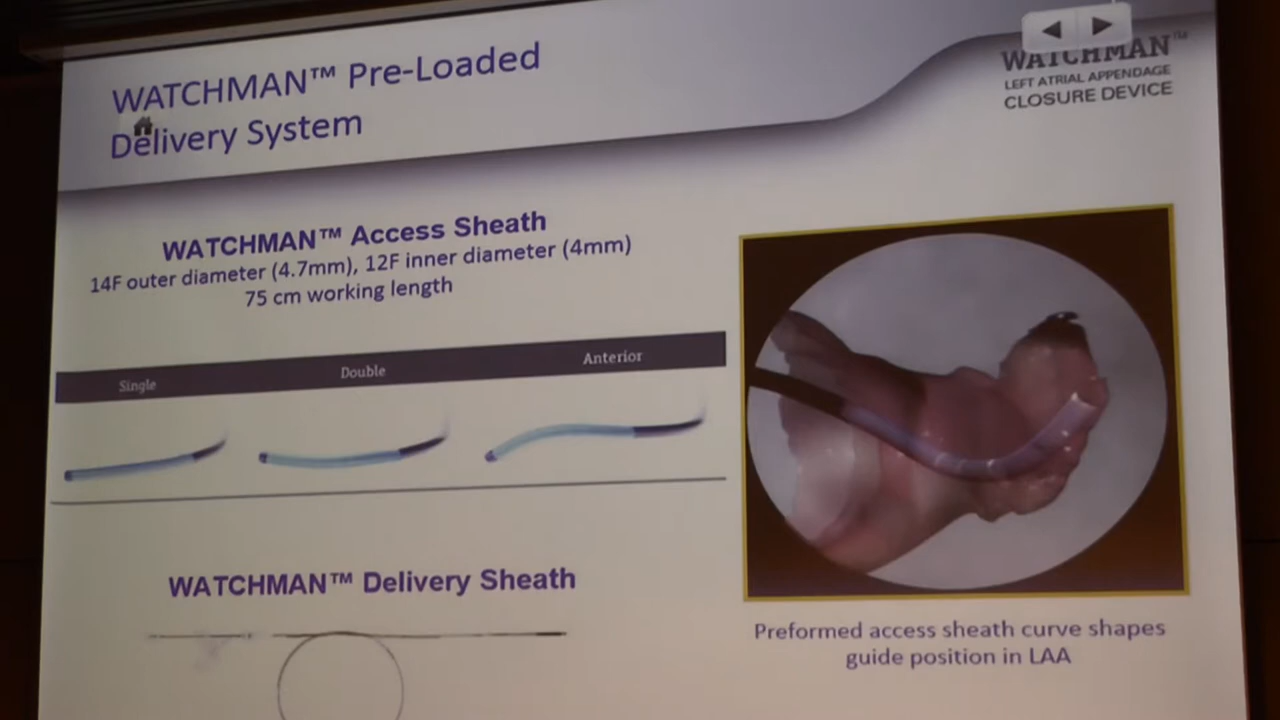 WATCHMAN™ Pre-Loaded
Delivery System
WATCHMAN™
LEFT ATRIAL APPENDAGE
CLOSURE DEVICE
WATCHMAN™ Access Sheath
14F outer diameter (4.7mm), 12F inner diameter (4mm)
75 cm working length
Single Double Anterior
WATCHMAN™ Delivery Sheath
Preformed access sheath curve shapes
guide position in LAA